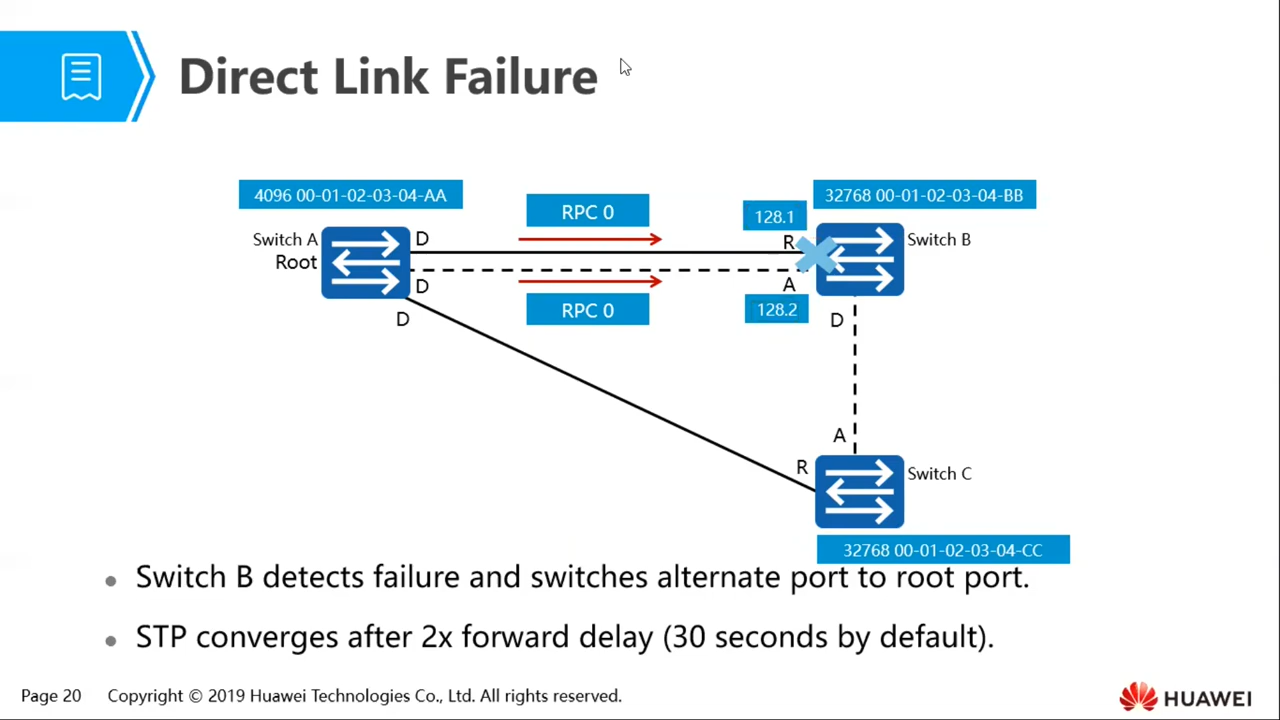 Direct Link Failure
4096 00-01-02-03-04-AA
RPC 0
128.1
32768 00-01-02-03-04-BB
Switch A
Root
D
R
Switch B
D
A
RPC 0
128.2
D
D
A
R
Switch C
32768 00-01-02-03-04-CC
Switch B detects failure and switches alternate port to root port.
STP converges after 2x forward delay (30 seconds by default).
Page 20 Copyright © 2019 Huawei Technologies Co., Ltd. All rights reserved.
HUAWEI